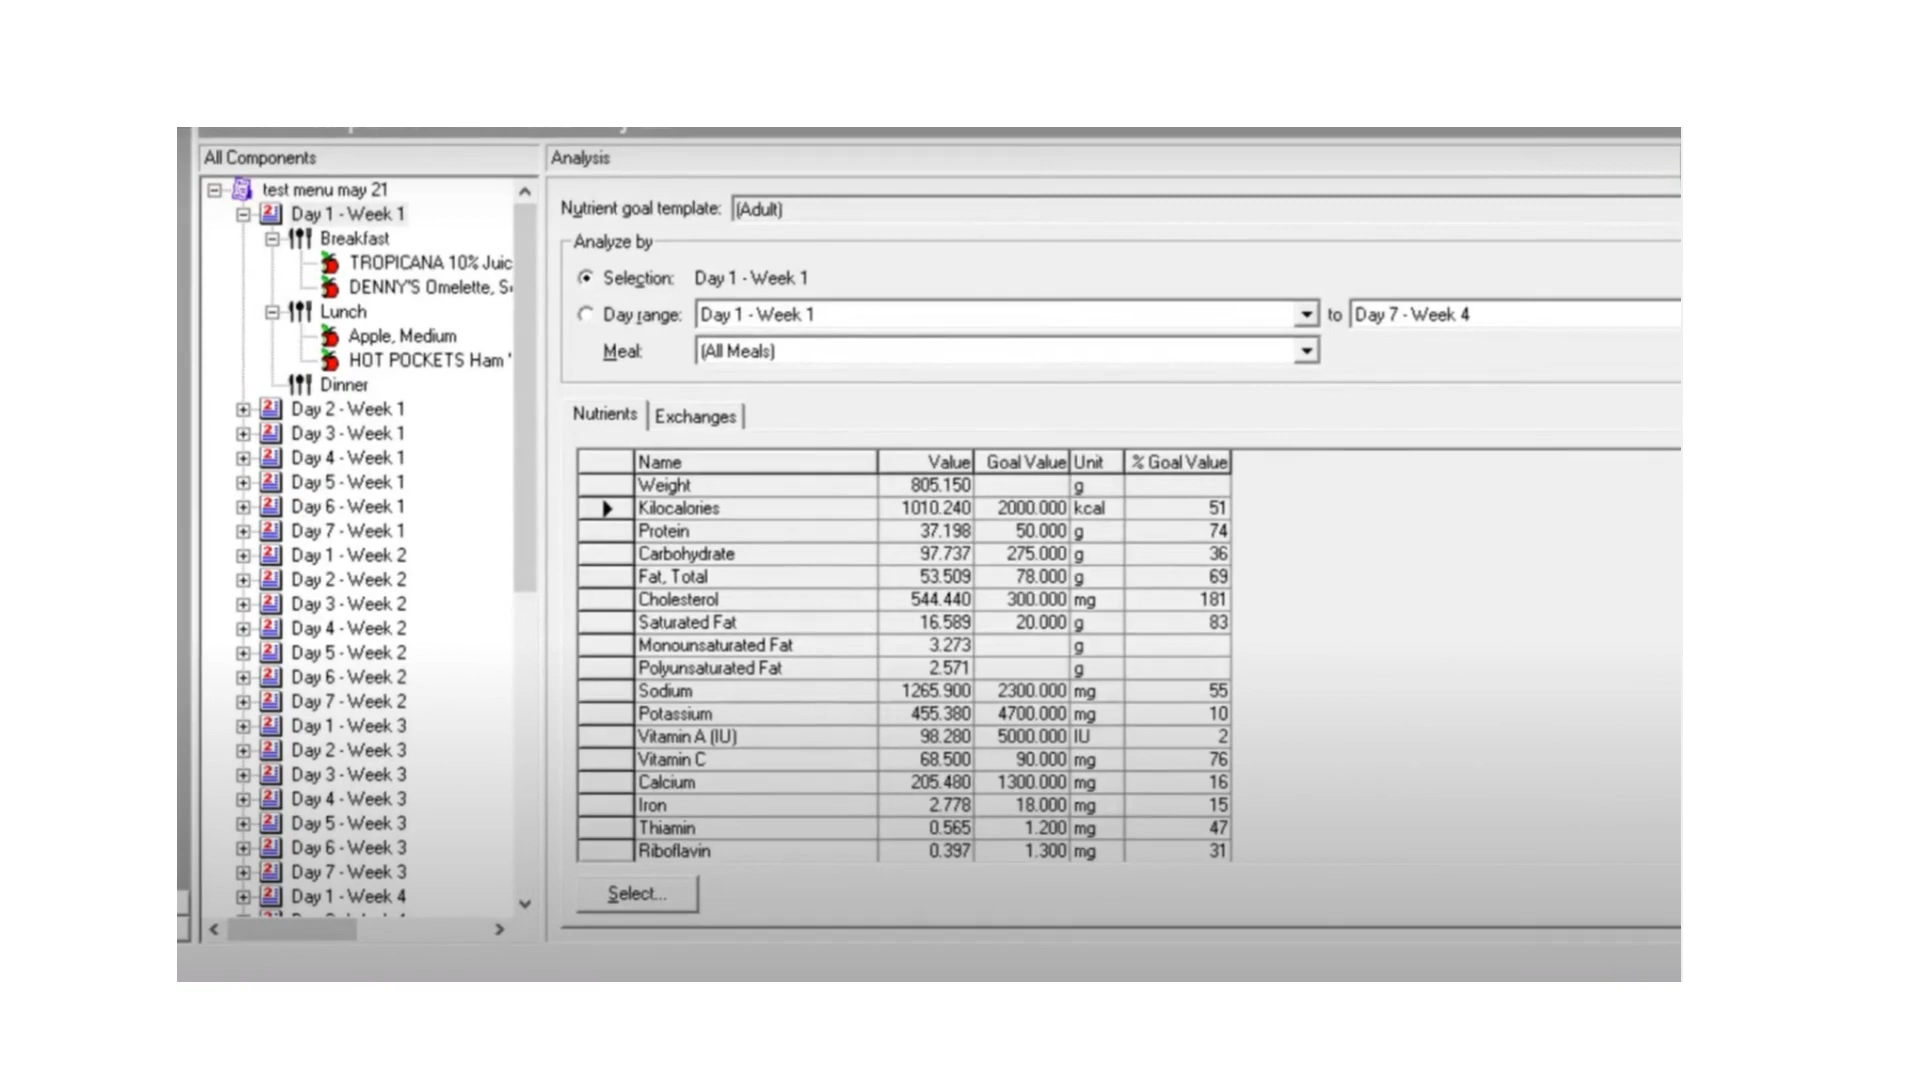 All Components
test menu may 21
Day 1 - Week 1
Breakfast
TROPICANA 10% Juic
DENNY'S Omelette,
Lunch
Apple, Medium
HOT POCKETS Ham
Dinner
Day 2 - Week 1
Day 3 - Week 1
Day 4 - Week 1
Day 5 - Week 1
Day 6 - Week 1
Day 7 - Week 1
Day 1 - Week 2
Day 2 - Week 2
Day 3 - Week 2
Day 4 - Week 2
Day 5 - Week 2
Day 6 - Week 2
Day 7 - Week 2
Day 1 - Week 3
Day 2 - Week 3
Day 3 - Week 3
Day 4 - Week 3
Day 5 - Week 3
Day 6 - Week 3
Day 7 - Week 3
Day 1 - Week 4
Analysis
Nutrient goal template: (Adult)
Analyze by
Selection: Day 1 - Week 1
Day range: Day 1 - Week 1 to Day 7 - Week 4
Meal: (All Meals)
Nutrients Exchanges
Name Value Goal Value Unit % Goal Value
Weight 805.150 g
Kilocalories 1010.240 2000.000 kcal 51
Protein 37.198 50.000 g 74
Carbohydrate 97.737 275.000 g 36
Fat, Total 53.509 78.000 g 69
Cholesterol 544.440 300.000 mg 181
Saturated Fat 16.589 20.000 g 83
Monounsaturated Fat 3.273 g
Polyunsaturated Fat 2.571 g
Sodium 1265.900 2300.000 mg 55
Potassium 455.380 4700.000 mg 10
Vitamin A (IU) 98.280 5000.000 IU 2
Vitamin C 68.500 90.000 mg 76
Calcium 205.480 1300.000 mg 16
Iron 2.778 18.000 mg 15
Thiamin 0.565 1.200 mg 47
Riboflavin 0.397 1.300 mg 31
Select...